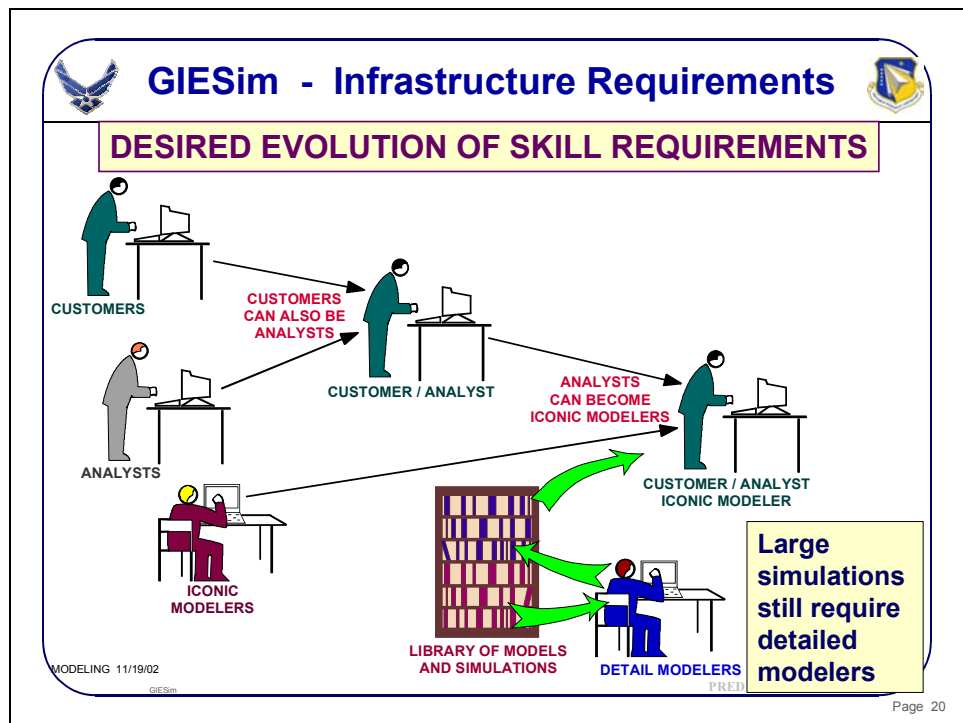 GIESim - Infrastructure Requirements
DESIRED EVOLUTION OF SKILL REQUIREMENTS
CUSTOMERS
CUSTOMERS
CAN ALSO BE
ANALYSTS
CUSTOMER / ANALYST
ANALYSTS
CAN BECOME
ICONIC MODELERS
ANALYSTS
CUSTOMER / ANALYST
ICONIC MODELER
ICONIC
MODELERS
LIBRARY OF MODELS
AND SIMULATIONS
DETAIL MODELERS
Large
simulations
still require
detailed
modelers
MODELING 11/19/02
GIESim
PRED
Page 20